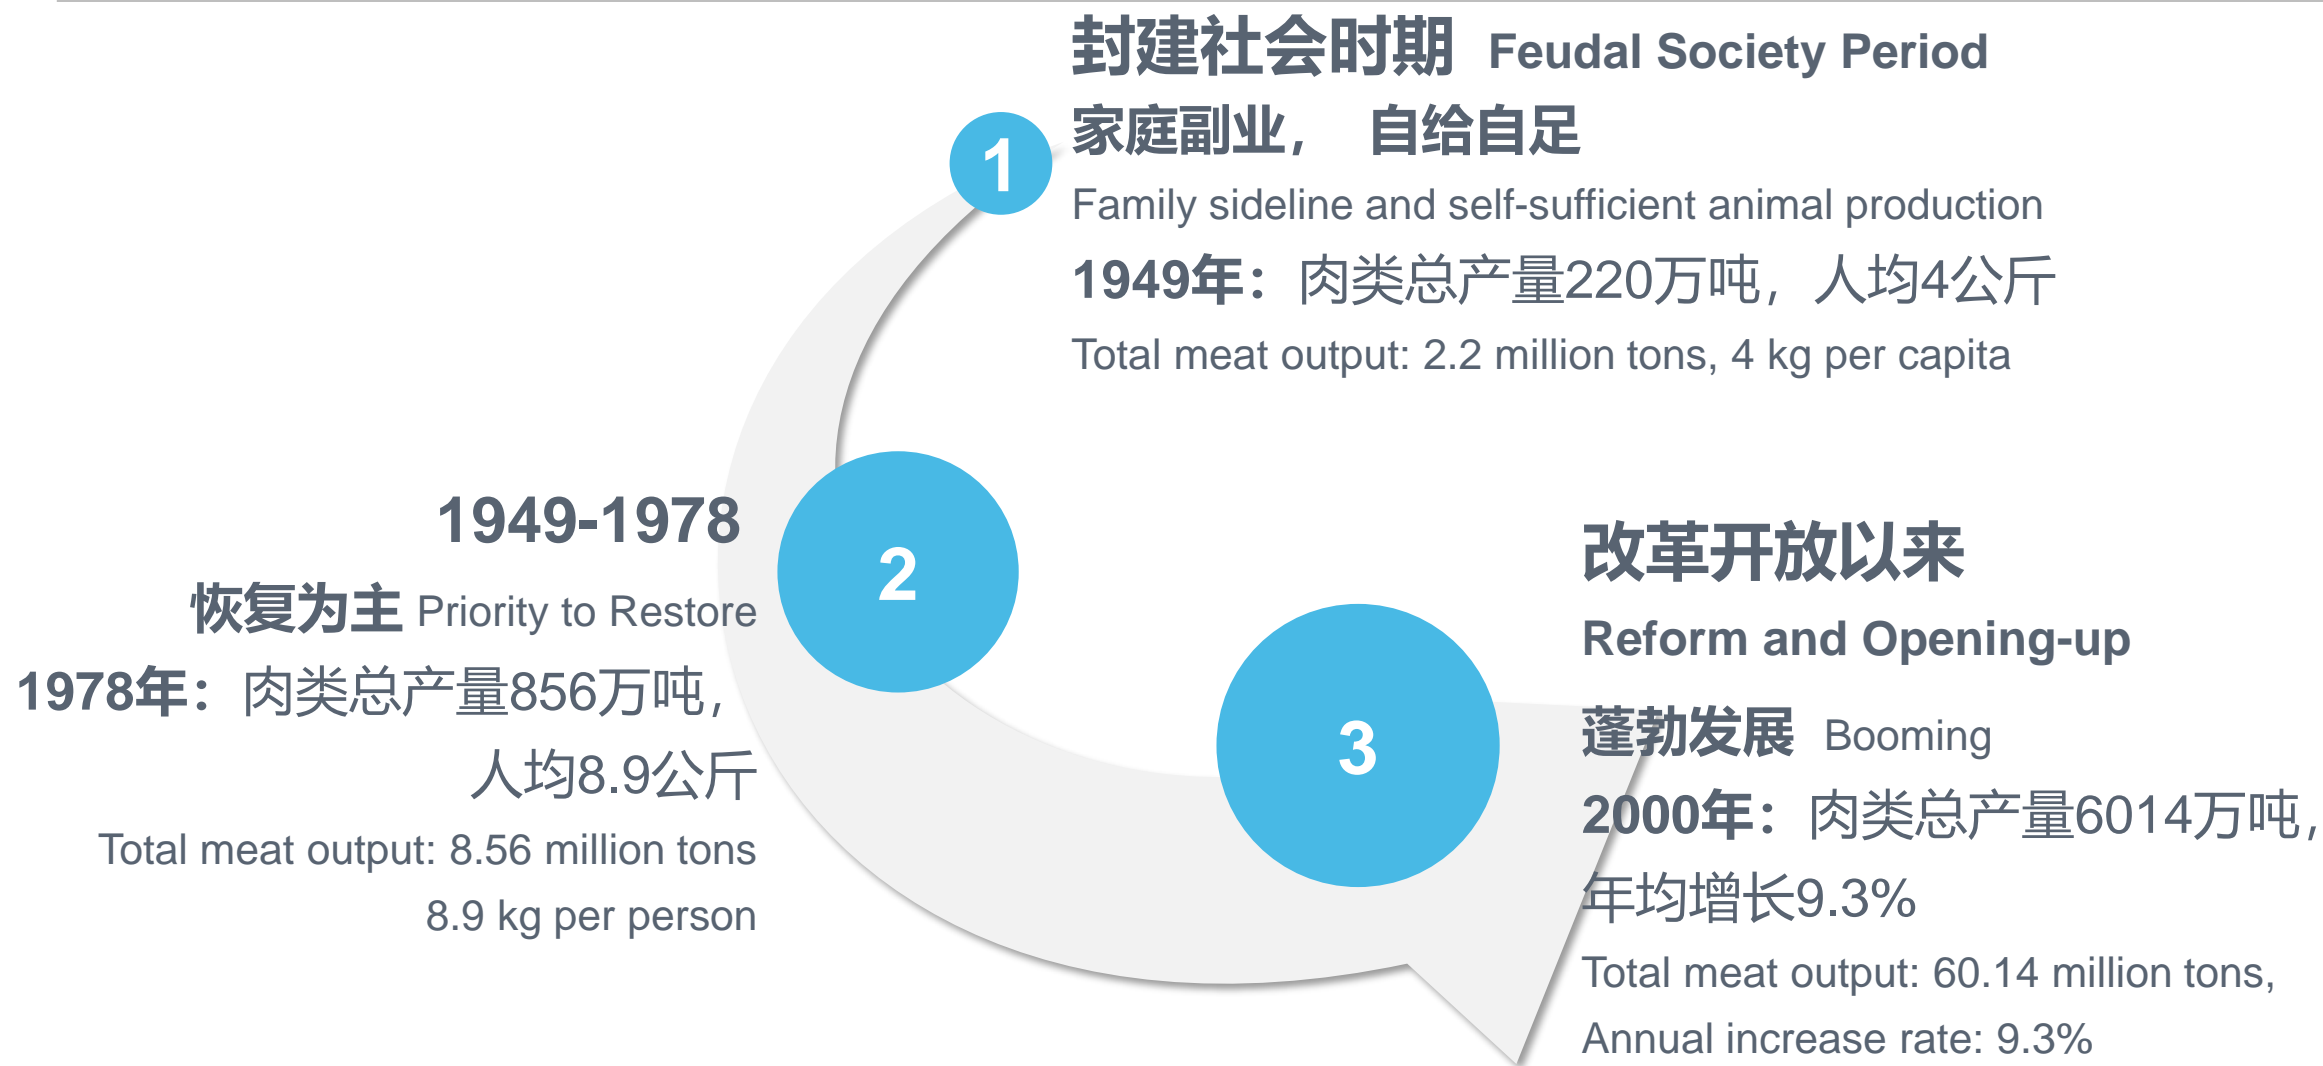 封建社会时期 Feudal Society Period
家庭副业， 自给自足
Family sideline and self-sufficient animal production
1949年：肉类总产量220万吨，人均4公斤
Total meat output: 2.2 million tons, 4 kg per capita
1
2
1949-1978
恢复为主 Priority to Restore
1978年：肉类总产量856万吨，
人均8.9公斤
Total meat output: 8.56 million tons
8.9 kg per person
3
改革开放以来
Reform and Opening-up
蓬勃发展 Booming
2000年：肉类总产量6014万吨，
年均增长9.3%
Total meat output: 60.14 million tons,
Annual increase rate: 9.3%